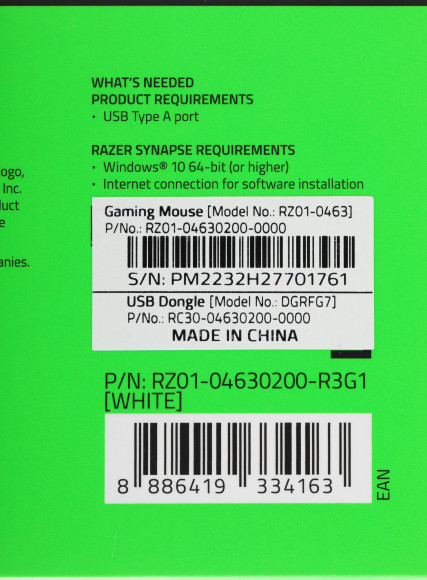 WHAT'S NEEDED
PRODUCT REQUIREMENTS
• USB Type A port
RAZER SYNAPSE REQUIREMENTS
• Windows® 10 64-bit (or higher)
• Internet connection for software installation
ogo,
Inc.
duct
e
anies.
Gaming Mouse [Model No.: RZ01-0463]
P/No.: RZ01-04630200-0000
S/N: PM2232H27701761
USB Dongle [Model No.: DGRFG7]
P/No.: RC30-04630200-0000
MADE IN CHINA
P/N: RZ01-04630200-R3G1
[WHITE]
8 886419 334163
EAN